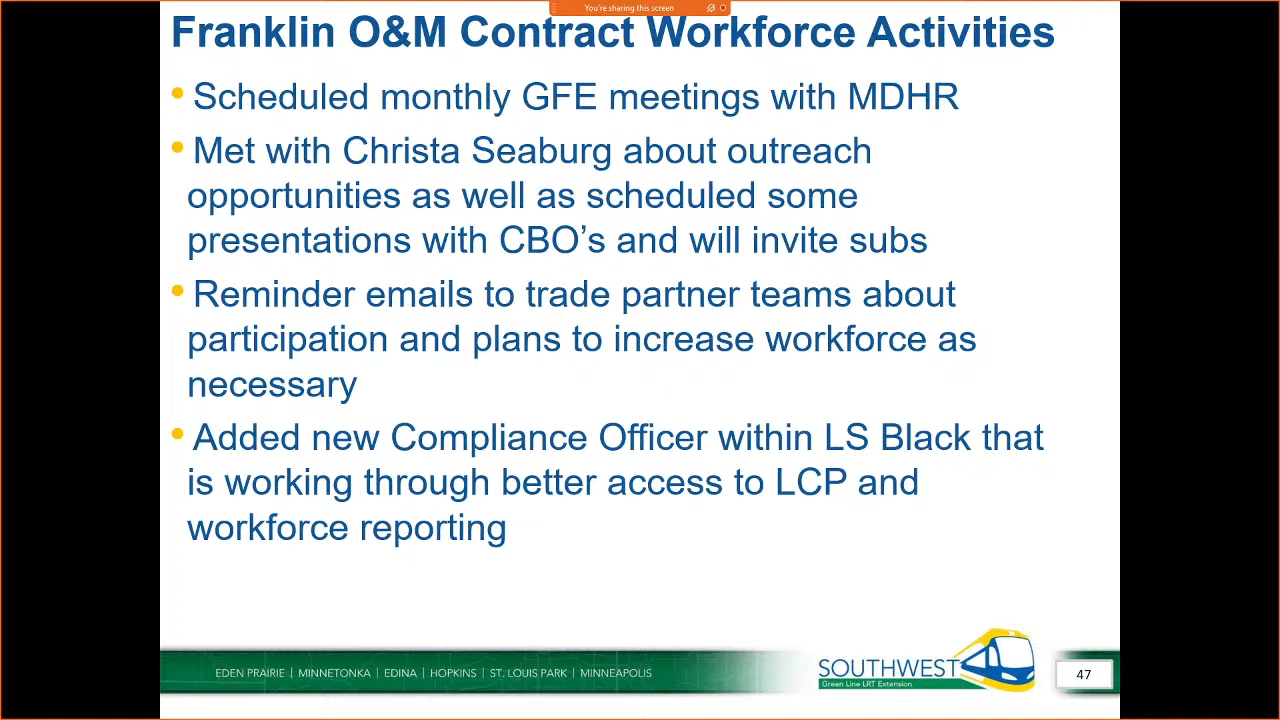 You're sharing this screen
Franklin O&M Contract Workforce Activities
• Scheduled monthly GFE meetings with MDHR
• Met with Christa Seaburg about outreach
opportunities as well as scheduled some
presentations with CBO’s and will invite subs
• Reminder emails to trade partner teams about
participation and plans to increase workforce as
necessary
• Added new Compliance Officer within LS Black that
is working through better access to LCP and
workforce reporting
EDEN PRAIRIE | MINNETONKA | EDINA | HOPKINS | ST. LOUIS PARK | MINNEAPOLIS
SOUTHWEST
Green Line LRT Extension
47